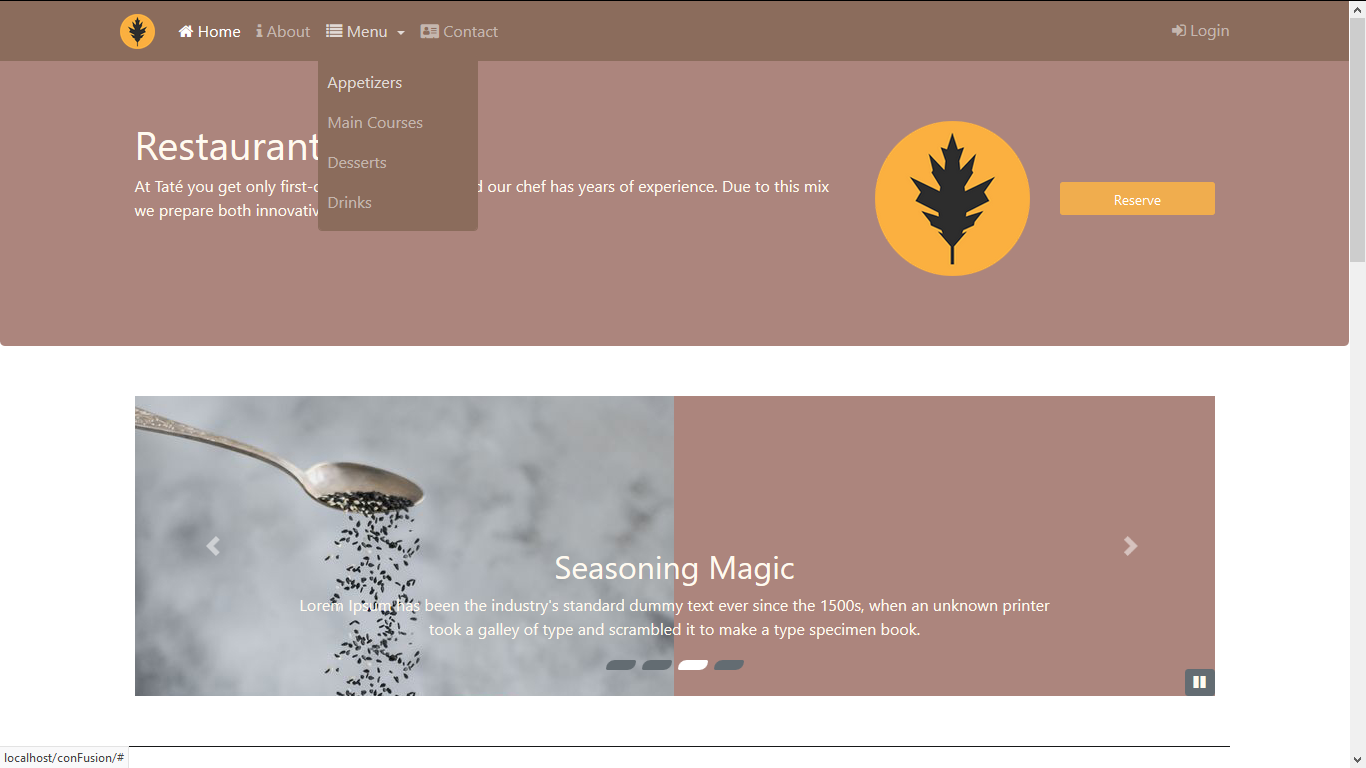 Home About Menu Contact Login
Appetizers
Main Courses
Desserts
Drinks
Restaurant
At Taté you get only first- our chef has years of experience. Due to this mix
we prepare both
Reserve
Seasoning Magic
Lorem Ipsum has been the industry's standard dummy text ever since the 1500s, when an unknown printer
took a galley of type and scrambled it to make a type specimen book.
localhost/conFusion/#